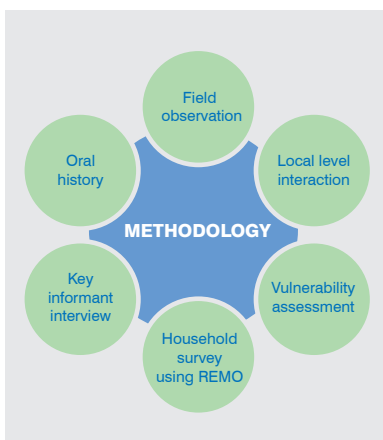 Field
observation
Oral
history
Local level
interaction
METHODOLOGY
Key
informant
interview
Vulnerability
assessment
Household
survey
using REMO